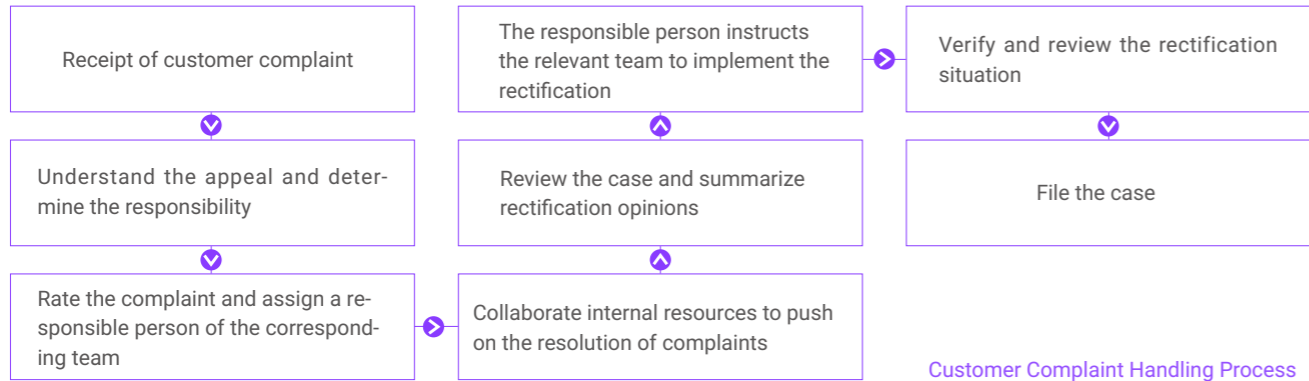 Receipt of customer complaint
Understand the appeal and deter-
mine the responsibility
Rate the complaint and assign a re-
sponsible person of the correspond-
ing team
Collaborate internal resources to push
on the resolution of complaints
Review the case and summarize
rectification opinions
The responsible person instructs
the relevant team to implement the
rectification
Verify and review the rectification
situation
File the case
Customer Complaint Handling Process